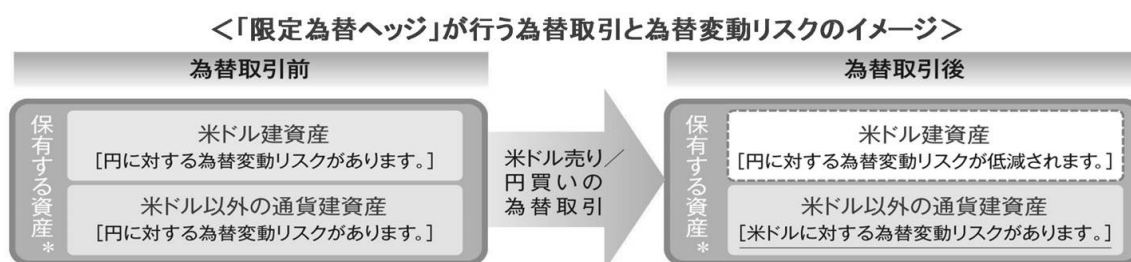 ＜「限定為替ヘッジ」が行う為替取引と為替変動リスクのイメージ＞
為替取引前
保有する資産*
米ドル建資産
[円に対する為替変動リスクがあります。]
米ドル以外の通貨建資産
[円に対する為替変動リスクがあります。]
米ドル売り／
円買いの
為替取引
為替取引後
保有する資産*
米ドル建資産
[円に対する為替変動リスクが低減されます。]
米ドル以外の通貨建資産
[米ドルに対する為替変動リスクがあります。]